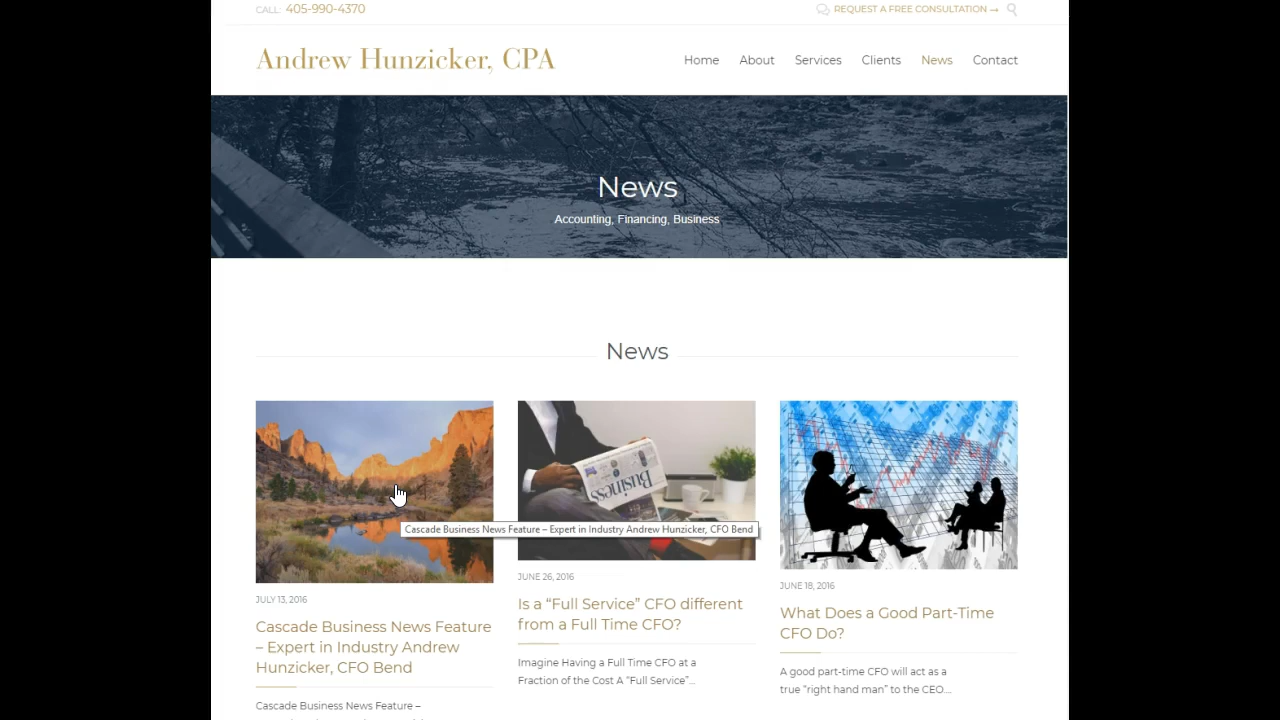 CALL: 405-990-4370
REQUEST A FREE CONSULTATION →
Andrew Hunzicker, CPA
Home About Services Clients News Contact
News
Accounting, Financing, Business
News
Business
Cascade Business News Feature – Expert in Industry Andrew Hunzicker, CFO Bend
JULY 13, 2016
Cascade Business News Feature
– Expert in Industry Andrew
Hunzicker, CFO Bend
Cascade Business News Feature –
JUNE 26, 2016
Is a “Full Service” CFO different
from a Full Time CFO?
Imagine Having a Full Time CFO at a
Fraction of the Cost A “Full Service”...
JUNE 18, 2016
What Does a Good Part-Time
CFO Do?
A good part-time CFO will act as a
true “right hand man” to the CEO....